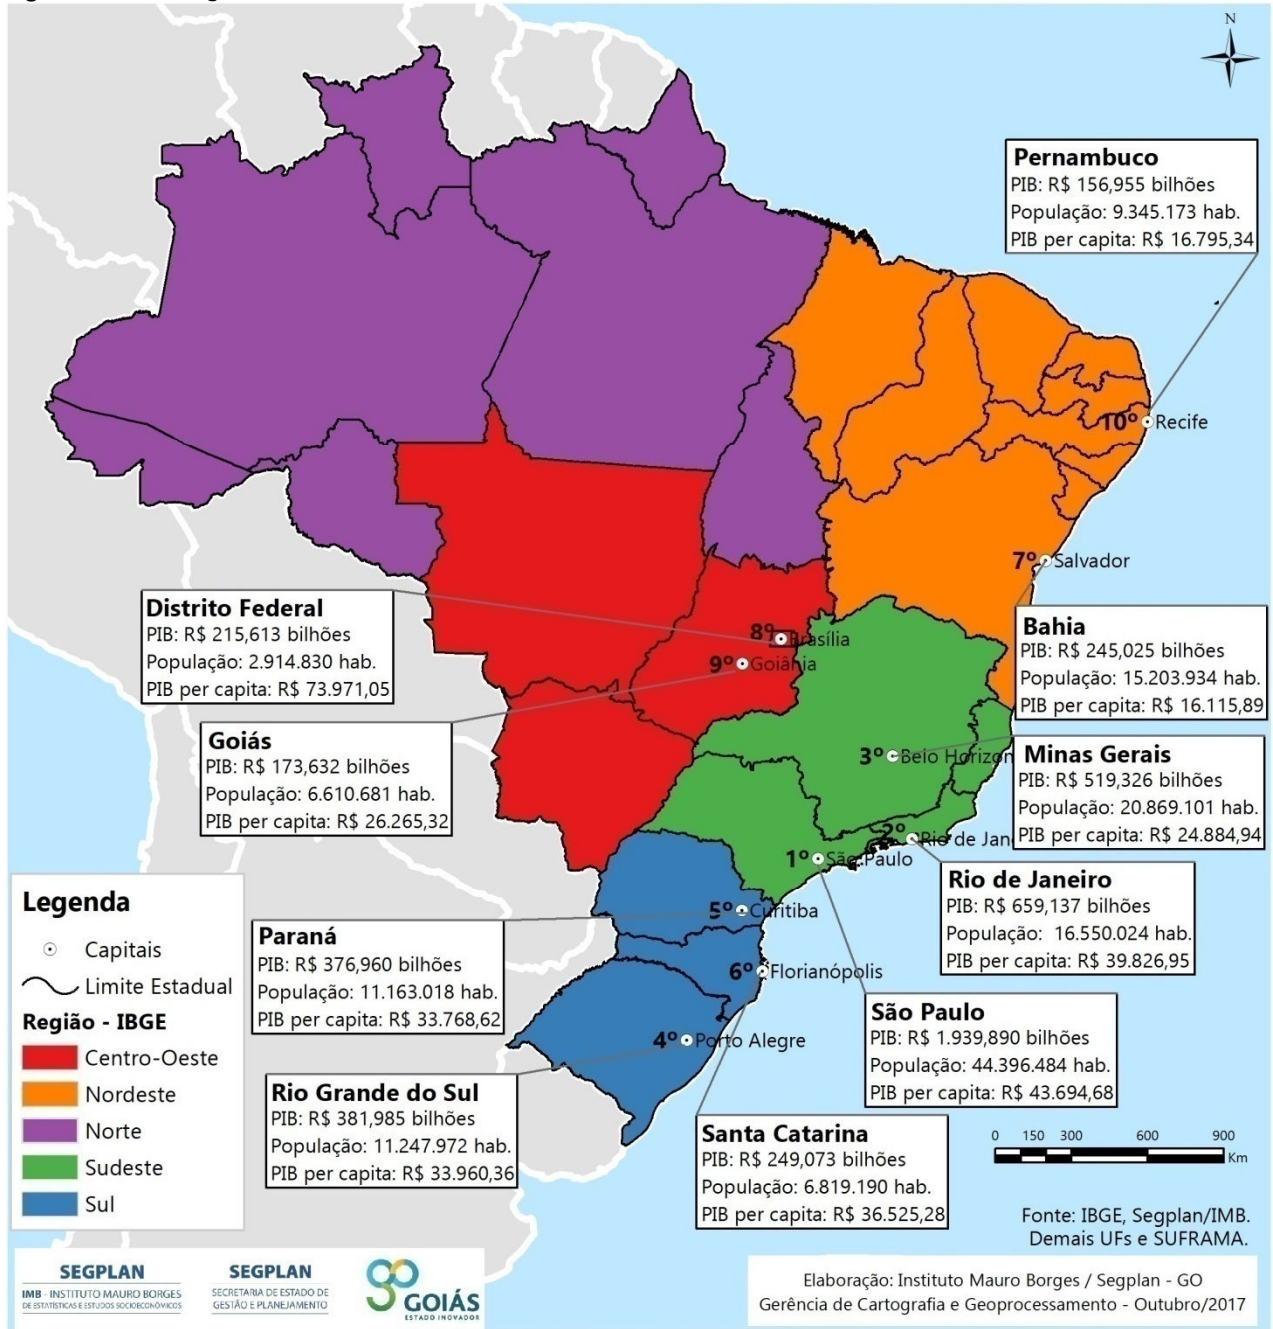 N
Pernambuco
PIB: R$ 156,955 bilhões
População: 9.345.173 hab.
PIB per capita: R$ 16.795,34
10º Recife
7º Salvador
Distrito Federal
PIB: R$ 215,613 bilhões
População: 2.914.830 hab.
PIB per capita: R$ 73.971,05
8º Brasília
9º Goiânia
Bahia
PIB: R$ 245,025 bilhões
População: 15.203.934 hab.
PIB per capita: R$ 16.115,89
Goiás
PIB: R$ 173,632 bilhões
População: 6.610.681 hab.
PIB per capita: R$ 26.265,32
3º Belo Horizon
Minas Gerais
PIB: R$ 519,326 bilhões
População: 20.869.101 hab.
PIB per capita: R$ 24.884,94
2º Rio de Jan
1º São Paulo
Rio de Janeiro
PIB: R$ 659,137 bilhões
População: 16.550.024 hab.
PIB per capita: R$ 39.826,95
5º Curitiba
Paraná
PIB: R$ 376,960 bilhões
População: 11.163.018 hab.
PIB per capita: R$ 33.768,62
6º Florianópolis
São Paulo
PIB: R$ 1.939,890 bilhões
População: 44.396.484 hab.
PIB per capita: R$ 43.694,68
4º Porto Alegre
Rio Grande do Sul
PIB: R$ 381,985 bilhões
População: 11.247.972 hab.
PIB per capita: R$ 33.960,36
Santa Catarina
PIB: R$ 249,073 bilhões
População: 6.819.190 hab.
PIB per capita: R$ 36.525,28
Legenda
Capitais
Limite Estadual
Região - IBGE
Centro-Oeste
Nordeste
Norte
Sudeste
Sul
0 150 300 600 900
Km
Fonte: IBGE, Segplan/IMB.
Demais UFs e SUFRAMA.
SEGPLAN
IMB - INSTITUTO MAURO BORGES
DE ESTATÍSTICAS E ESTUDOS SOCIOECONÔMICOS
SEGPLAN
SECRETARIA DE ESTADO DE
GESTÃO E PLANEJAMENTO
GOIÁS
ESTADO INOVADOR
Elaboração: Instituto Mauro Borges / Segplan - GO
Gerência de Cartografia e Geoprocessamento - Outubro/2017